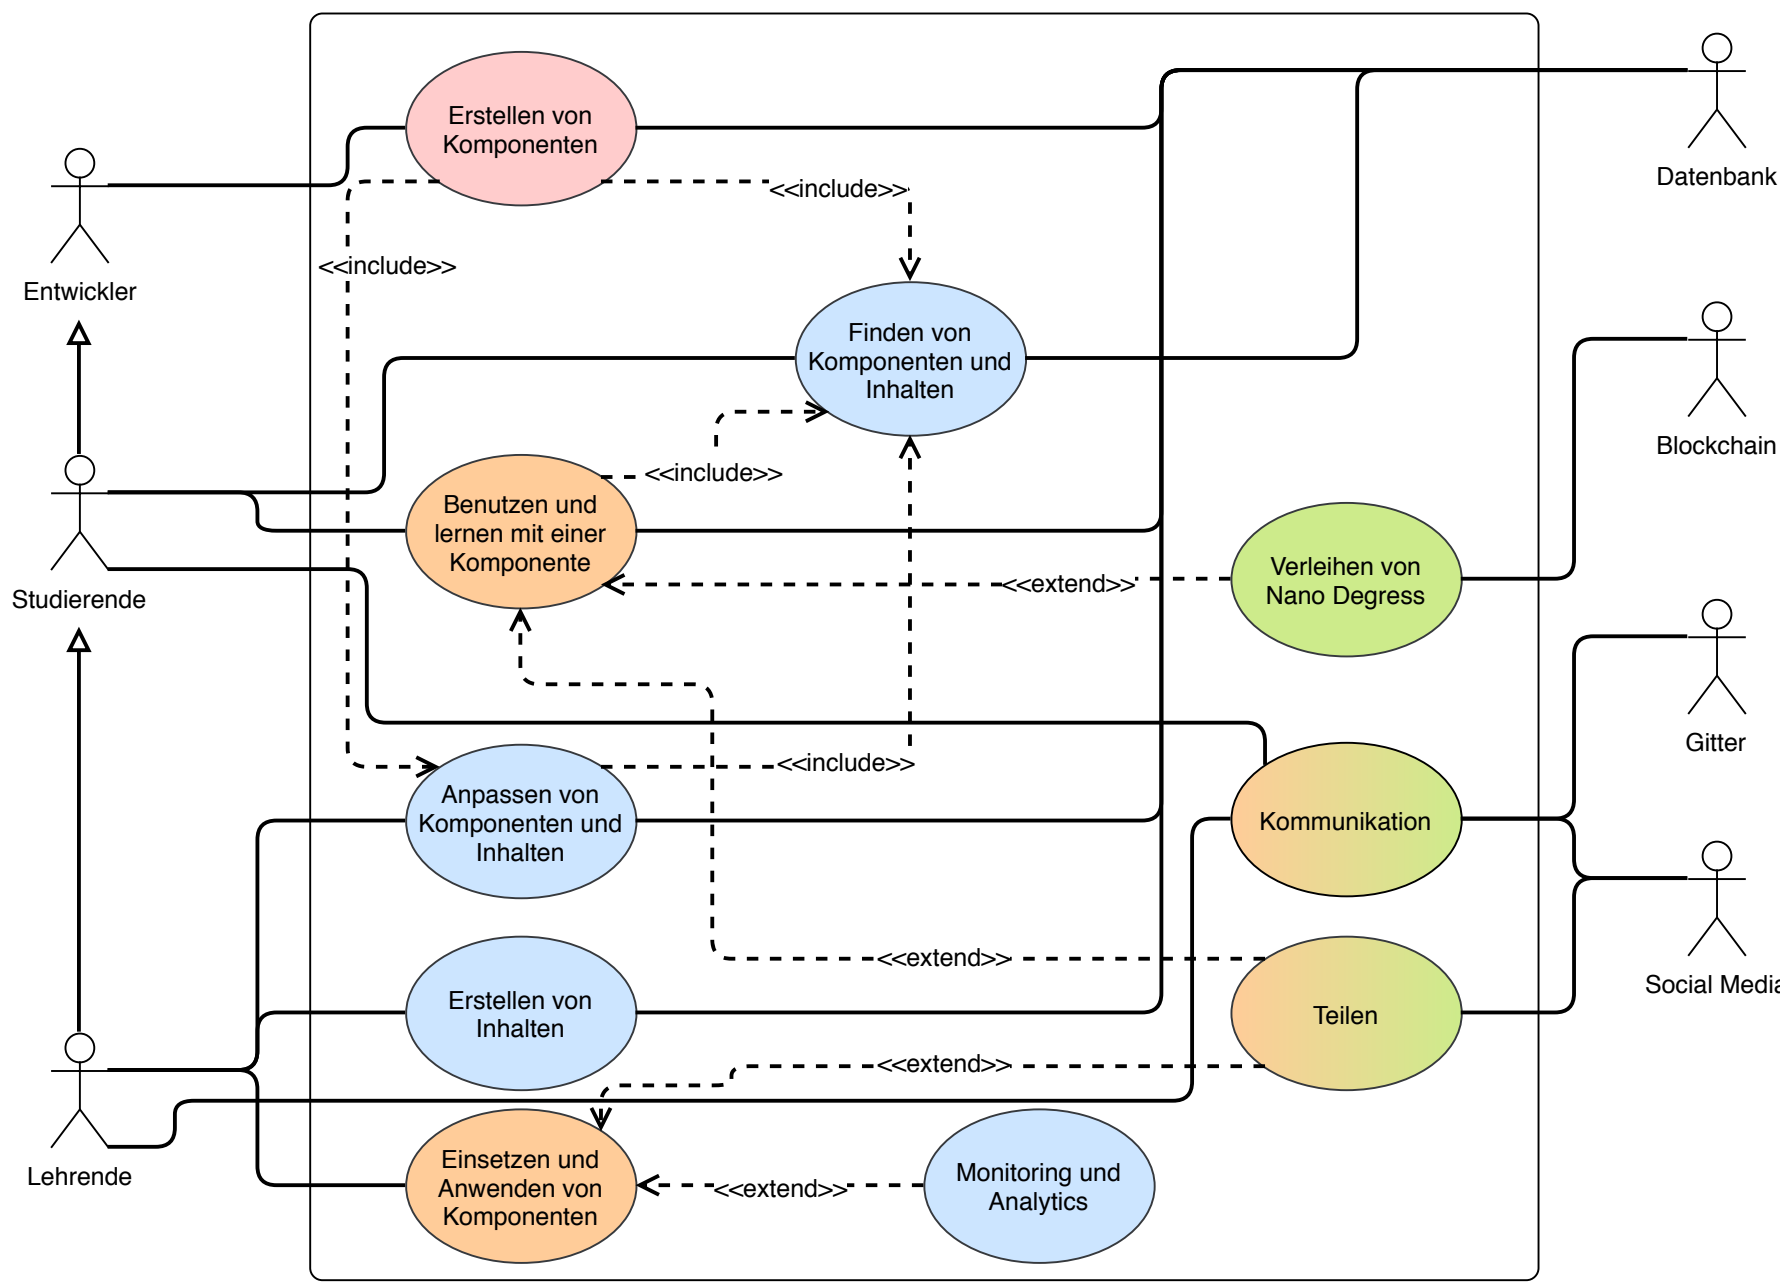 Erstellen von
Komponenten
Datenbank
<<include>>
<<include>>
Entwickler
Finden von
Komponenten und
Inhalten
Blockchain
<<include>>
Benutzen und
lernen mit einer
Komponente
Verleihen von
Nano Degress
<<extend>>
Studierende
Gitter
<<include>>
Anpassen von
Komponenten und
Inhalten
Kommunikation
<<extend>>
Social Media
Erstellen von
Inhalten
Teilen
<<extend>>
Lehrende
Einsetzen und
Anwenden von
Komponenten
<<extend>>
Monitoring und
Analytics